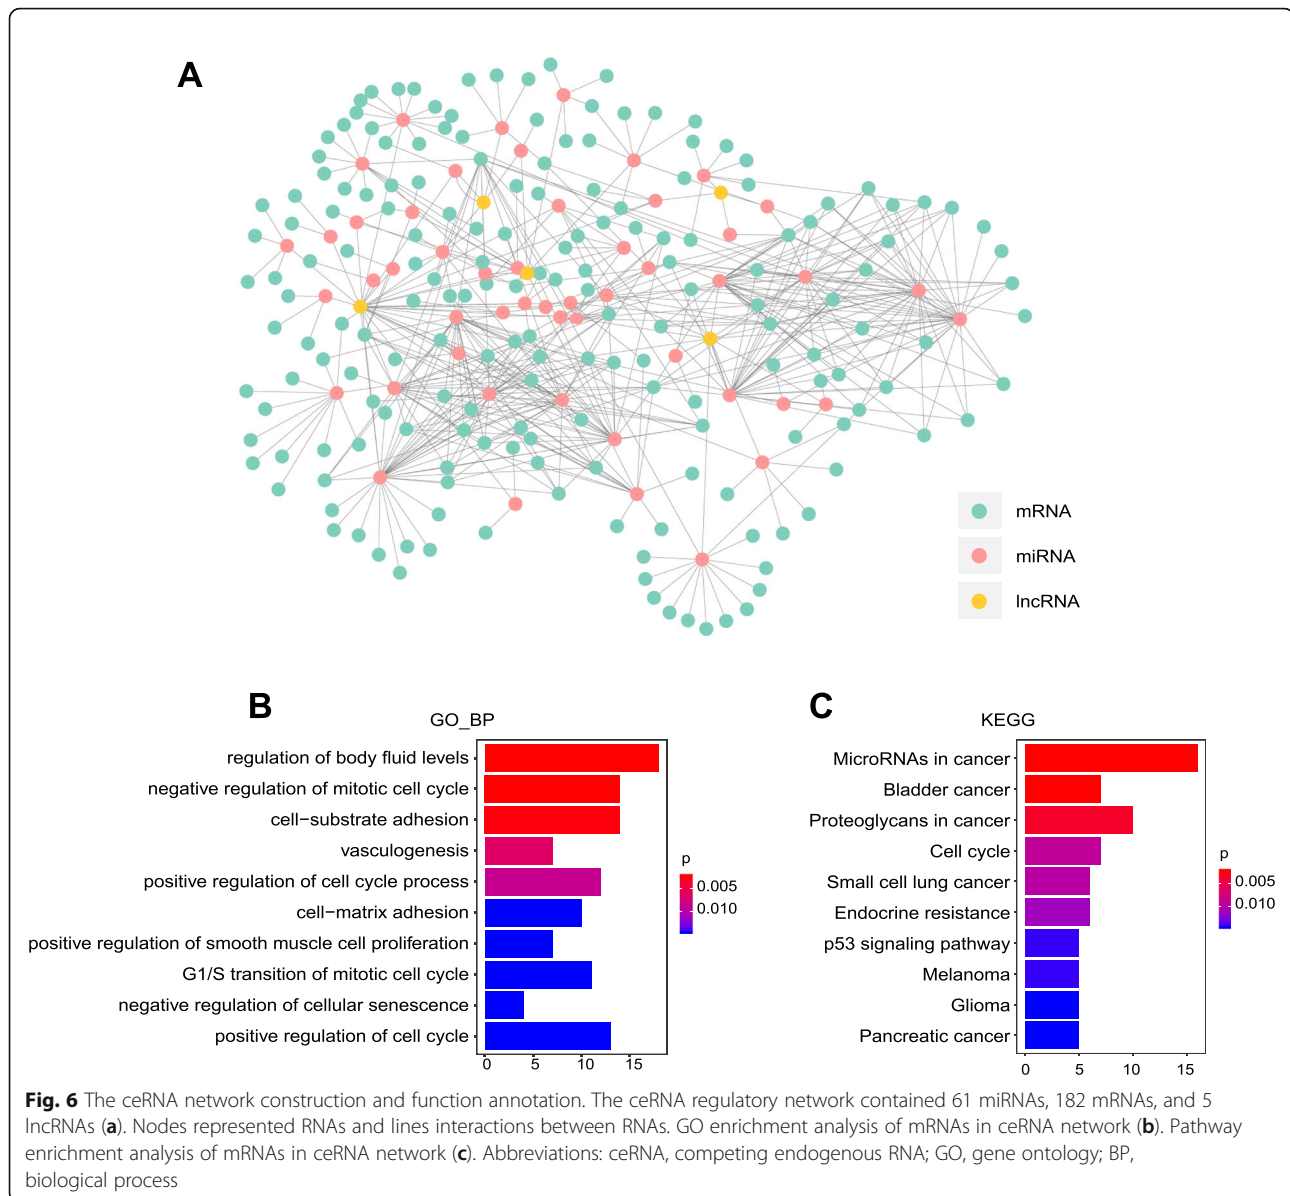 A
mRNA
miRNA
lncRNA
B
GO_BP
regulation of body fluid levels
negative regulation of mitotic cell cycle
cell−substrate adhesion
vasculogenesis
positive regulation of cell cycle process
cell−matrix adhesion
positive regulation of smooth muscle cell proliferation
G1/S transition of mitotic cell cycle
negative regulation of cellular senescence
positive regulation of cell cycle
0 5 10 15
p
0.005
0.010
C
KEGG
MicroRNAs in cancer
Bladder cancer
Proteoglycans in cancer
Cell cycle
Small cell lung cancer
Endocrine resistance
p53 signaling pathway
Melanoma
Glioma
Pancreatic cancer
0 5 10 15
p
0.005
0.010
Fig. 6 The ceRNA network construction and function annotation. The ceRNA regulatory network contained 61 miRNAs, 182 mRNAs, and 5
lncRNAs (a). Nodes represented RNAs and lines interactions between RNAs. GO enrichment analysis of mRNAs in ceRNA network (b). Pathway
enrichment analysis of mRNAs in ceRNA network (c). Abbreviations: ceRNA, competing endogenous RNA; GO, gene ontology; BP,
biological process